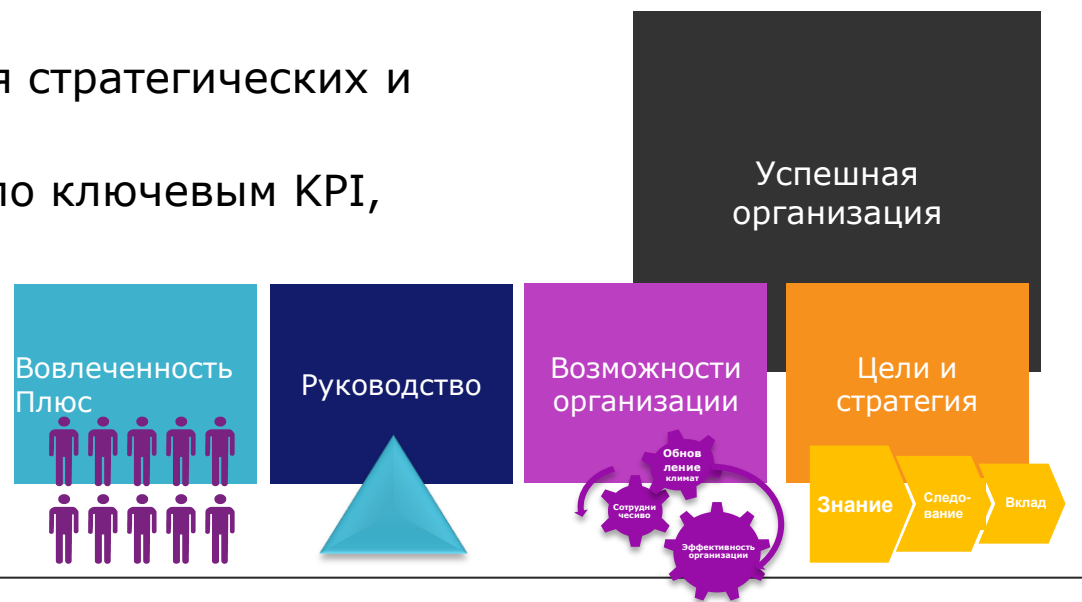 я стратегических и
по ключевым KPI,
Успешная
организация
Вовлеченность
Плюс
Руководство
Возможности
организации
Цели и
стратегия
Обнов
ление
климат
Сотрудни
чесиво
Эффективность
организации
Знание
Следо-
вание
Вклад